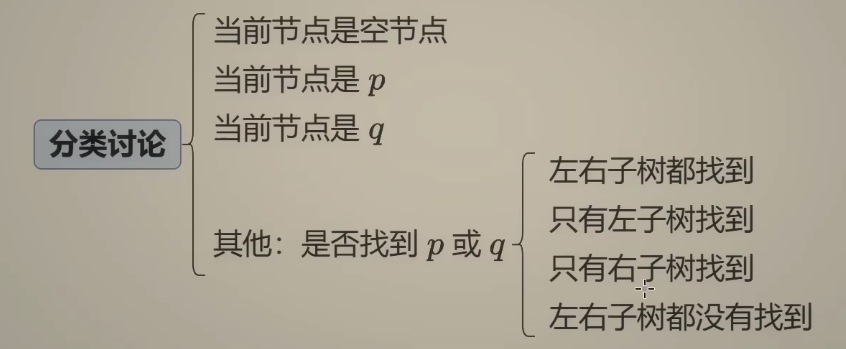 当前节点是空节点
当前节点是 p
当前节点是 q
分类讨论
其他：是否找到 p 或 q
左右子树都找到
只有左子树找到
只有右子树找到
左右子树都没有找到